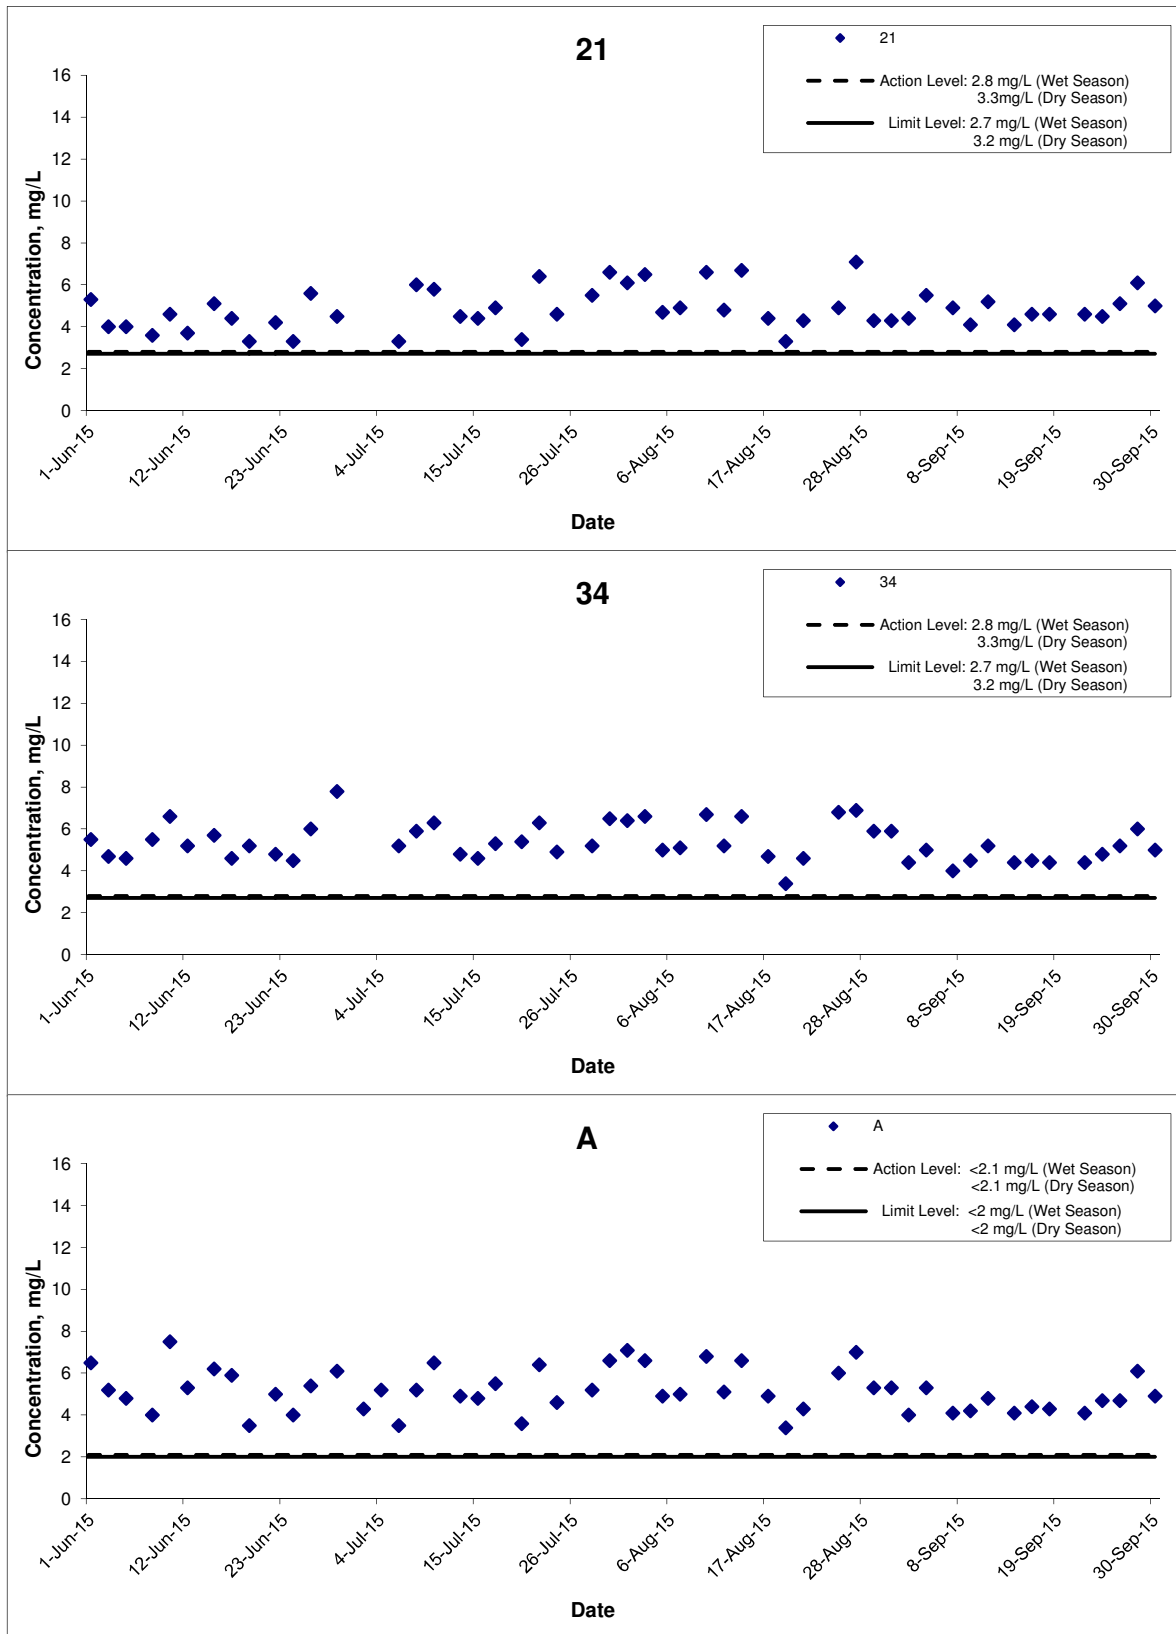 21
21
Action Level: 2.8 mg/L (Wet Season)
3.3mg/L (Dry Season)
Limit Level: 2.7 mg/L (Wet Season)
3.2 mg/L (Dry Season)
Concentration, mg/L
16
14
12
10
8
6
4
2
0
1-Jun-15
12-Jun-15
23-Jun-15
4-Jul-15
15-Jul-15
26-Jul-15
6-Aug-15
17-Aug-15
28-Aug-15
8-Sep-15
19-Sep-15
30-Sep-15
Date
34
34
Action Level: 2.8 mg/L (Wet Season)
3.3mg/L (Dry Season)
Limit Level: 2.7 mg/L (Wet Season)
3.2 mg/L (Dry Season)
Concentration, mg/L
16
14
12
10
8
6
4
2
0
1-Jun-15
12-Jun-15
23-Jun-15
4-Jul-15
15-Jul-15
26-Jul-15
6-Aug-15
17-Aug-15
28-Aug-15
8-Sep-15
19-Sep-15
30-Sep-15
Date
A
A
Action Level: <2.1 mg/L (Wet Season)
<2.1 mg/L (Dry Season)
Limit Level: <2 mg/L (Wet Season)
<2 mg/L (Dry Season)
Concentration, mg/L
16
14
12
10
8
6
4
2
0
1-Jun-15
12-Jun-15
23-Jun-15
4-Jul-15
15-Jul-15
26-Jul-15
6-Aug-15
17-Aug-15
28-Aug-15
8-Sep-15
19-Sep-15
30-Sep-15
Date